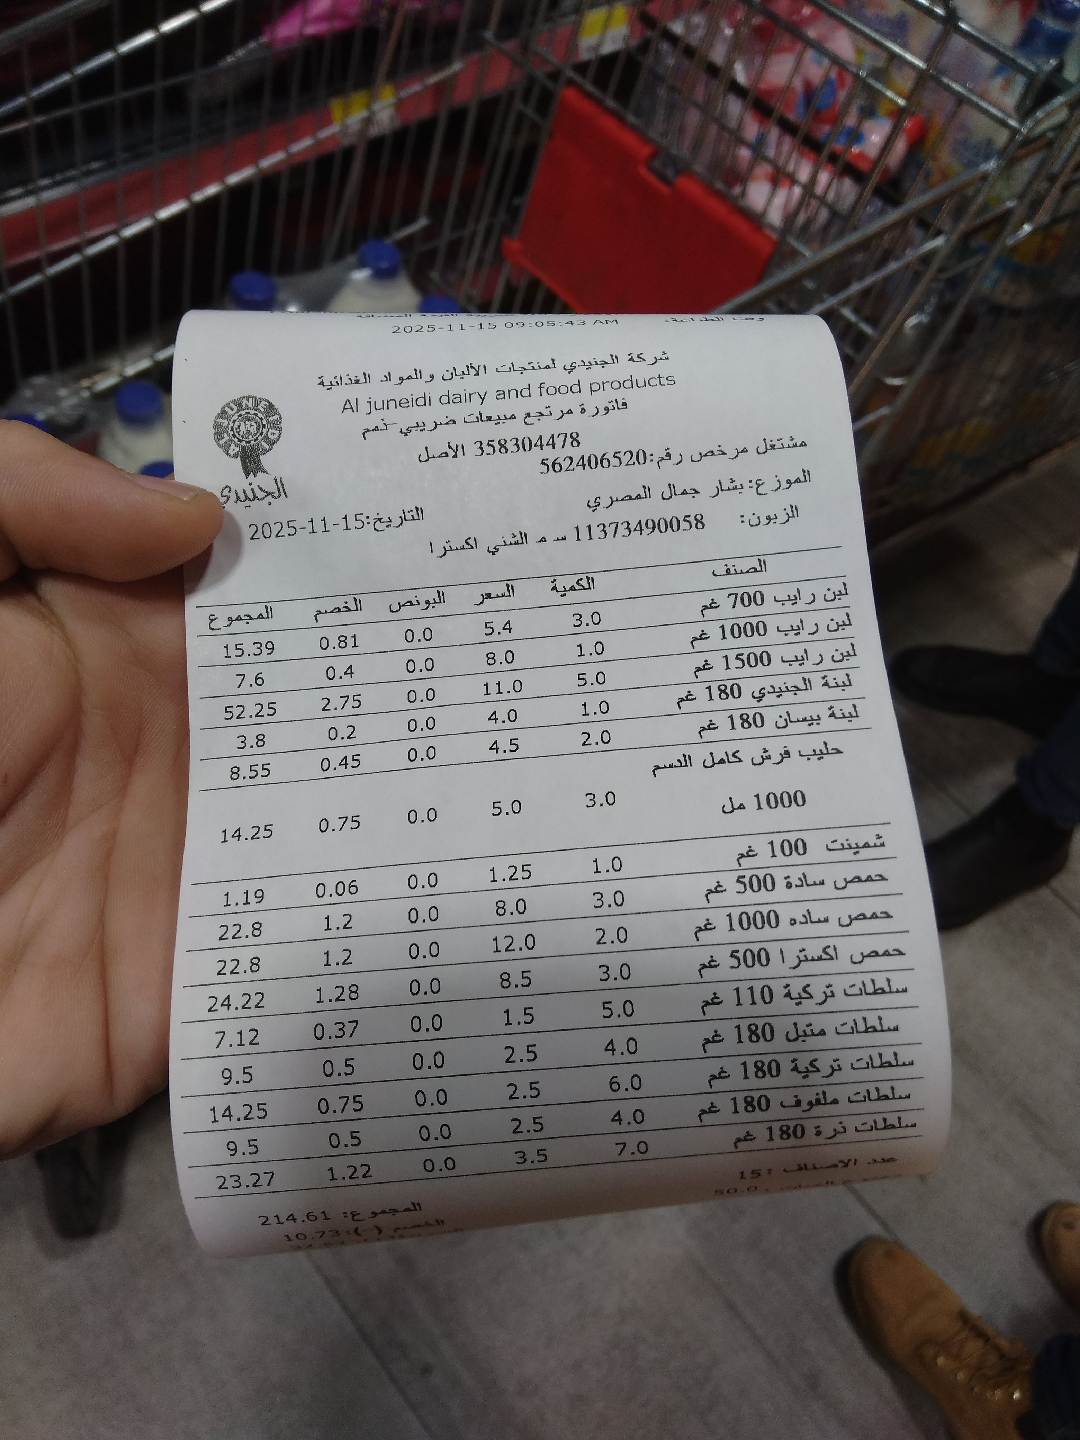 2025-11-15 09:05:43 AM
شركة الجنيدي لمنتجات الألبان والمواد الغذائية
Al juneidi dairy and food products
فاتورة مرتجع مبيعات ضريبي-ذمم
358304478 الأصل
مشتغل مرخص رقم:562406520
الجنيدي
الموزع:بشار جمال المصري
التاريخ:2025-11-15
الزبون: 11373490058 س م الشني اكسترا
الصنف الكمية السعر البونص الخصم المجموع
لبن رايب 700 غم 3.0 5.4 0.0 0.81 15.39
لبن رايب 1000 غم 1.0 8.0 0.0 0.4 7.6
لبن رايب 1500 غم 5.0 11.0 0.0 2.75 52.25
لبنة الجنيدي 180 غم 1.0 4.0 0.0 0.2 3.8
لبنة بيسان 180 غم 2.0 4.5 0.0 0.45 8.55
حليب فرش كامل الدسم
1000 مل 3.0 5.0 0.0 0.75 14.25
شمينت 100 غم 1.0 1.25 0.0 0.06 1.19
حمص سادة 500 غم 3.0 8.0 0.0 1.2 22.8
حمص ساده 1000 غم 2.0 12.0 0.0 1.2 22.8
حمص اكسترا 500 غم 3.0 8.5 0.0 1.28 24.22
سلطات تركية 110 غم 5.0 1.5 0.0 0.37 7.12
سلطات متبل 180 غم 4.0 2.5 0.0 0.5 9.5
سلطات تركية 180 غم 6.0 2.5 0.0 0.75 14.25
سلطات ملفوف 180 غم 4.0 2.5 0.0 0.5 9.5
سلطات ذرة 180 غم 7.0 3.5 0.0 1.22 23.27
عدد الاصناف :15
المجموع: 214.61
50.0
الخصم (-):10.73